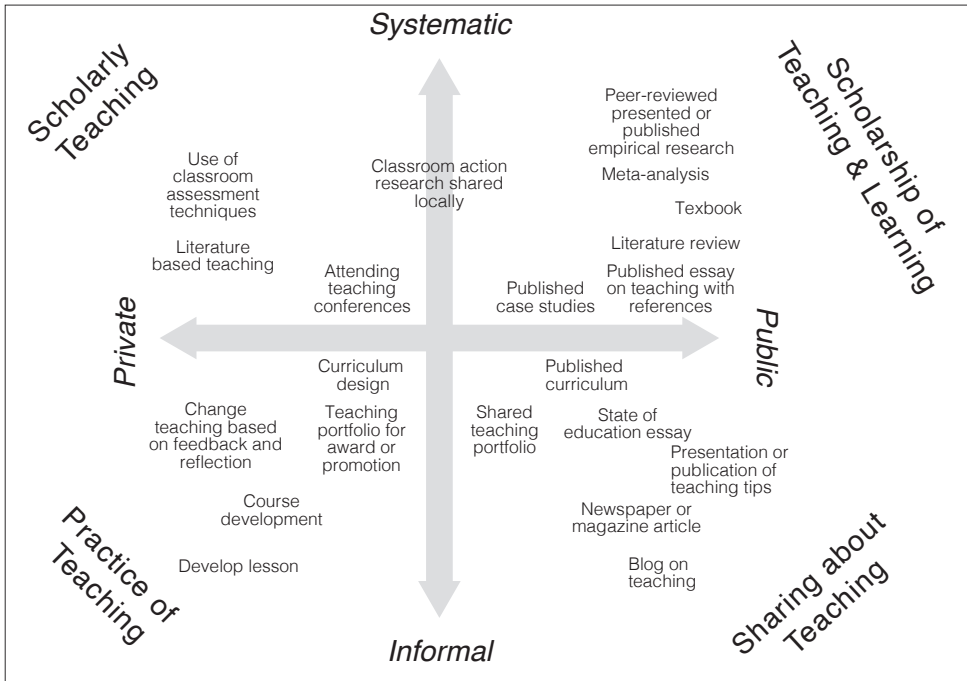 Systematic
Scholarly
Teaching
Scholarship of
Teaching & Learning
Peer-reviewed
presented or
published
empirical research
Use of
classroom
assessment
techniques
Classroom action
research shared
locally
Meta-analysis
Texbook
Literature
based teaching
Literature review
Attending
teaching
conferences
Published
case studies
Published essay
on teaching with
references
Private
Public
Curriculum
design
Published
curriculum
Change
teaching based
on feedback and
reflection
Teaching
portfolio for
award or
promotion
Shared
teaching
portfolio
State of
education essay
Presentation or
publication of
teaching tips
Course
development
Newspaper or
magazine article
Develop lesson
Blog on
teaching
Practice of
Teaching
Sharing about
Teaching
Informal